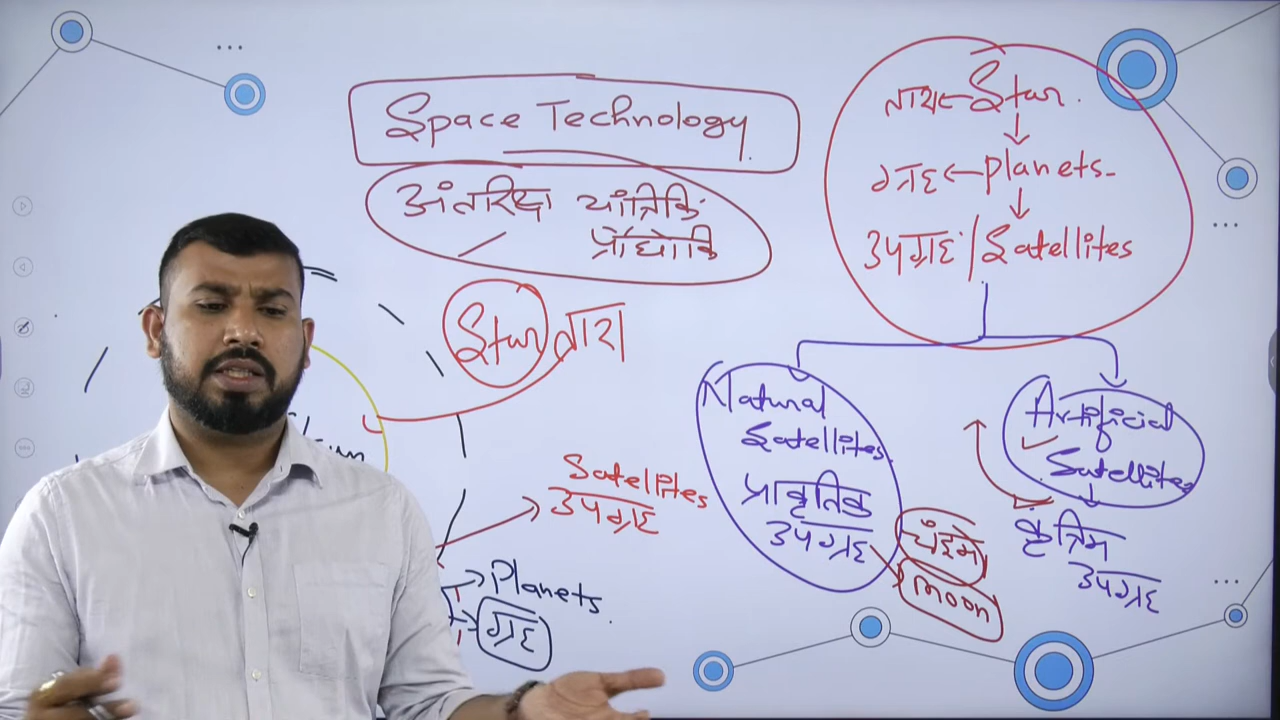 Space Technology
अंतरिक्ष यांत्रिकि
प्रौद्योकि
Star तारा
Satellites
उपग्रह
Planets
ग्रह
तारा ← Star
ग्रह ← Planets
उपग्रह / Satellites
Natural
Satellites
प्राकृतिक
उपग्रह
चंद्रमा
moon
Artificial
Satellites
कृत्रिम
उपग्रह